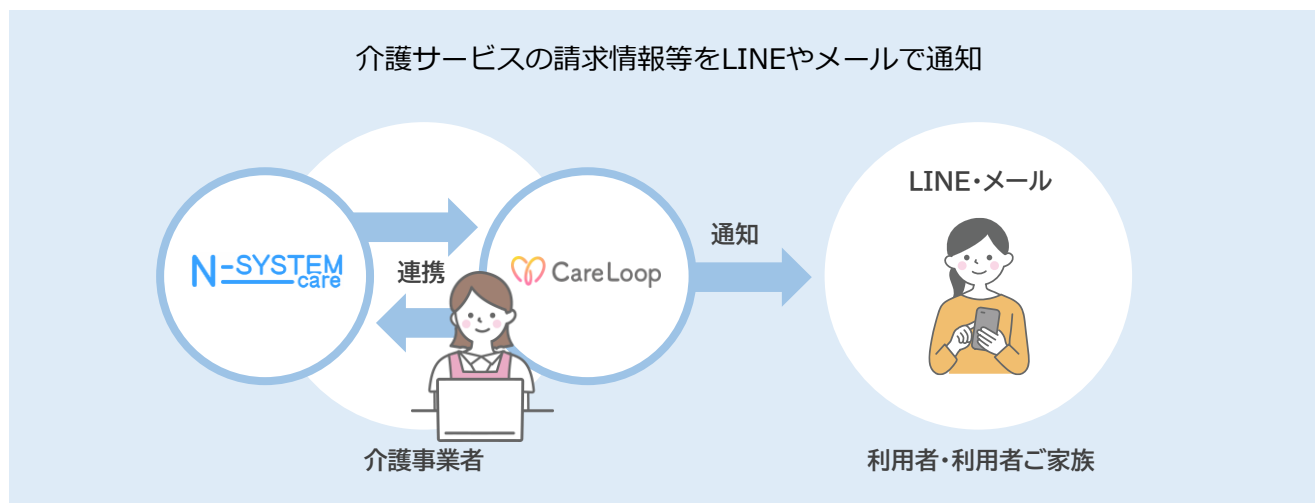 介護サービスの請求情報等をLINEやメールで通知
N-SYSTEM
care
連携
CareLoop
通知
LINE・メール
介護事業者
利用者・利用者ご家族